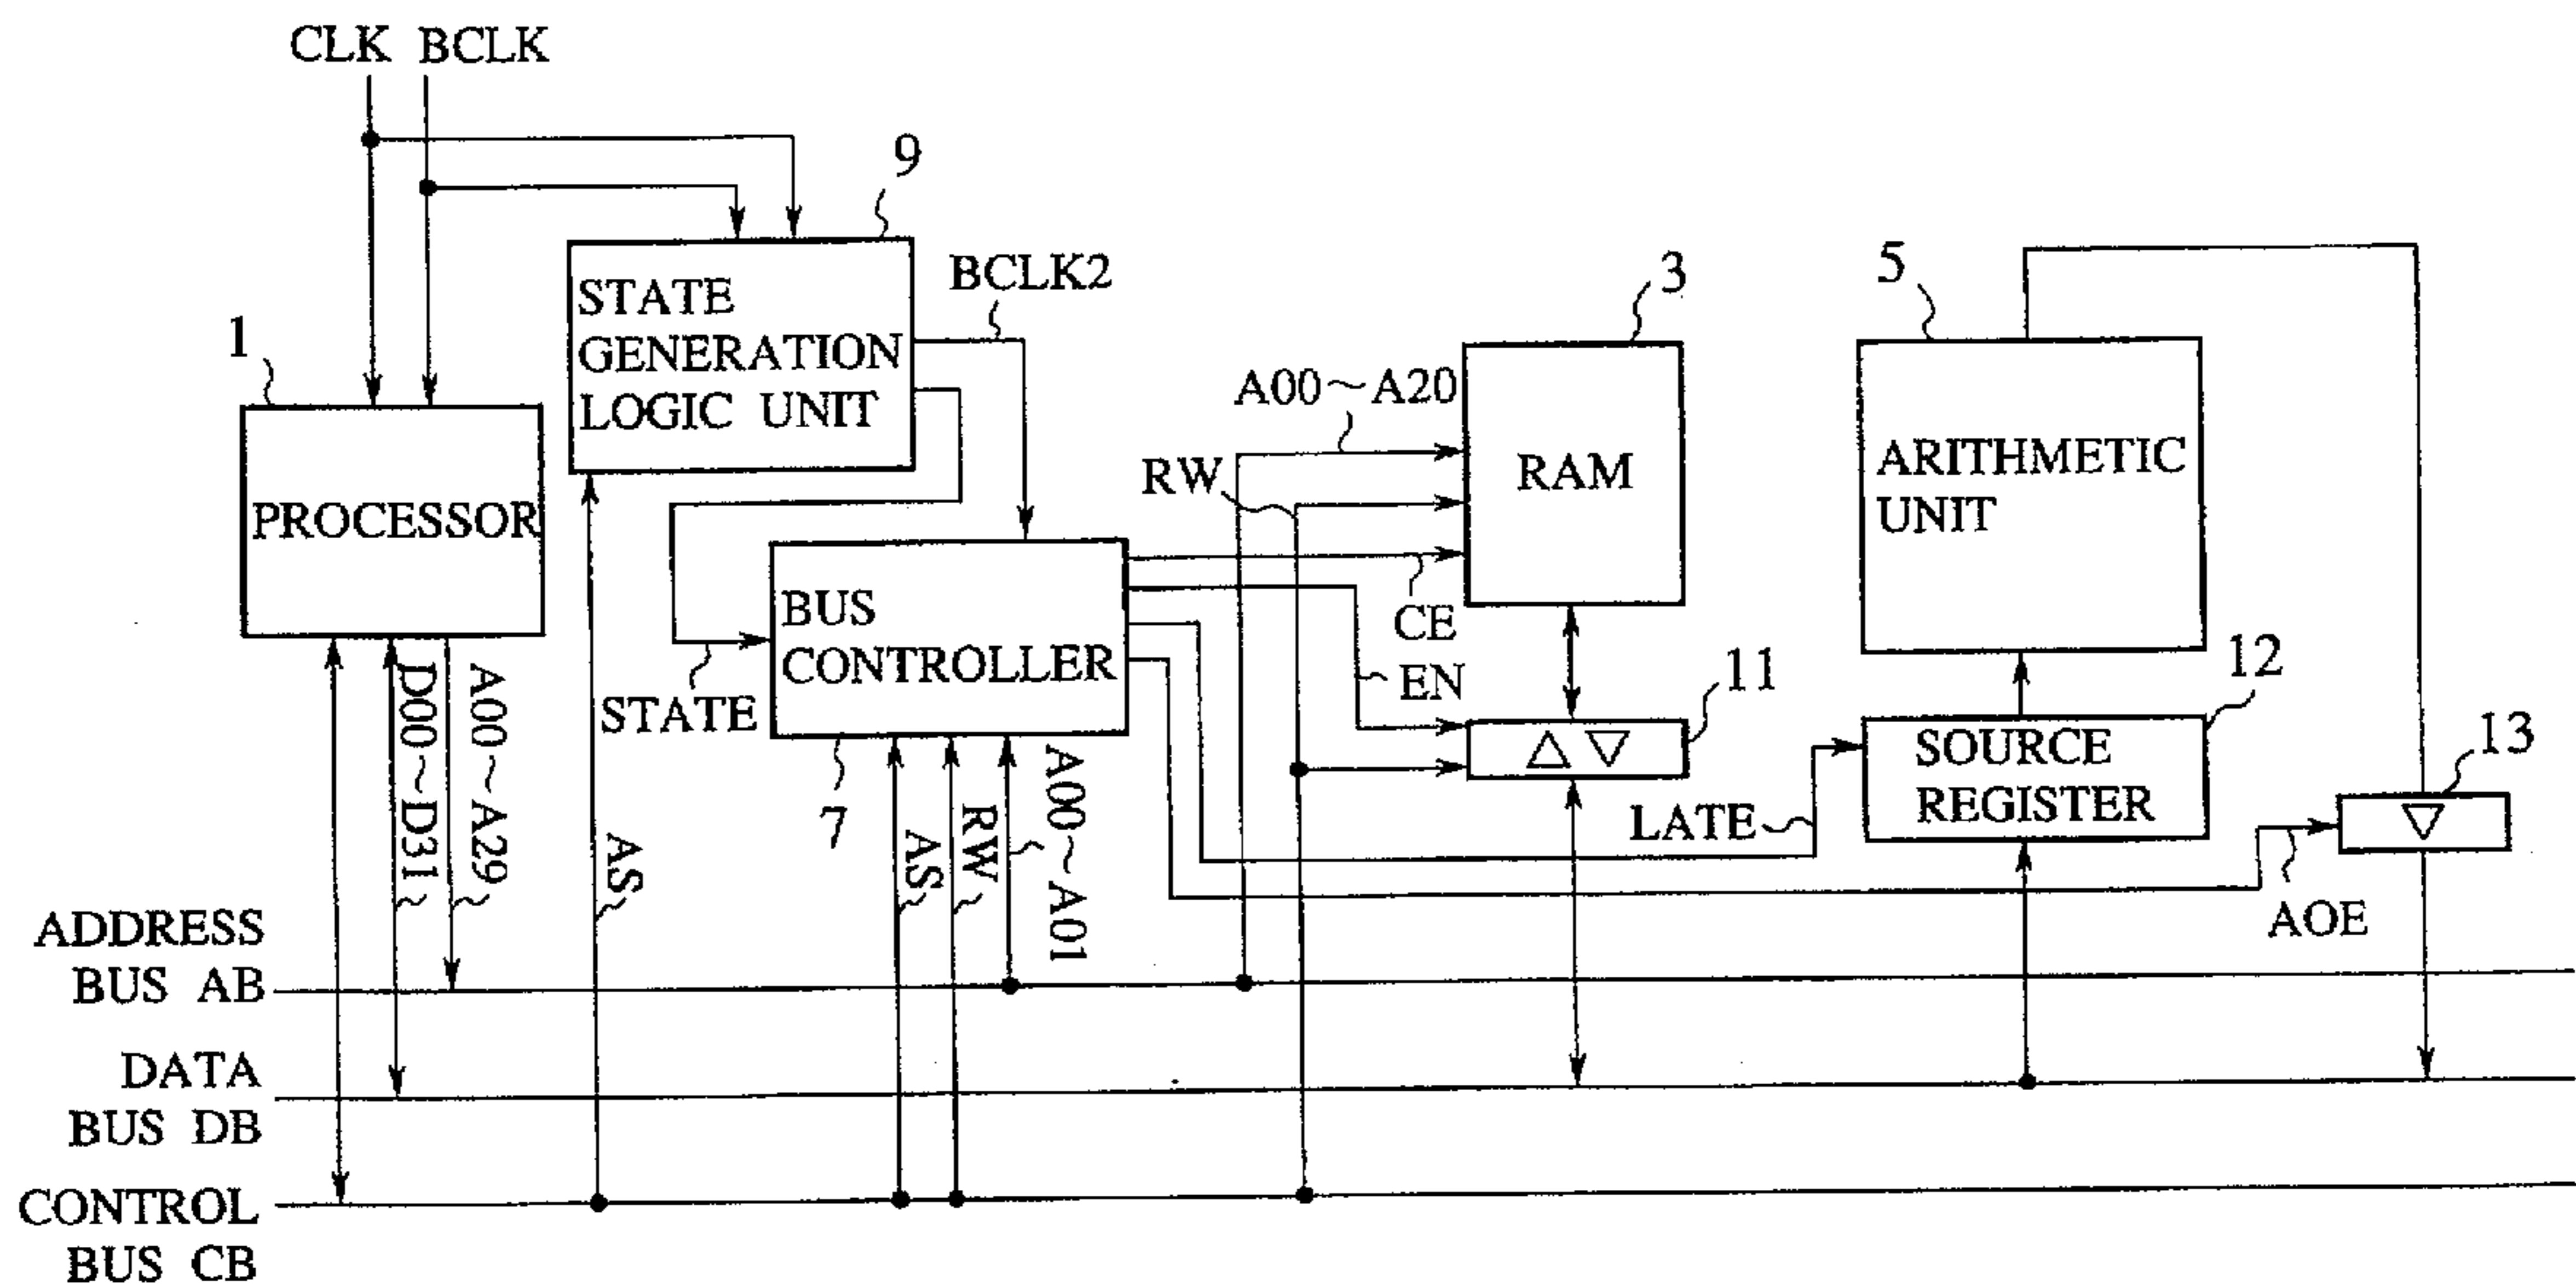 CLK BCLK
9
BCLK2
STATE
GENERATION
LOGIC UNIT
1
PROCESSOR
3
RAM
5
ARITHMETIC
UNIT
A00~A20
RW
CE
EN
BUS
CONTROLLER
STATE
7
11
12
SOURCE
REGISTER
13
LATE
AOE
D00~D31
A00~A29
AS
AS
RW
A00~A01
ADDRESS
BUS AB
DATA
BUS DB
CONTROL
BUS CB